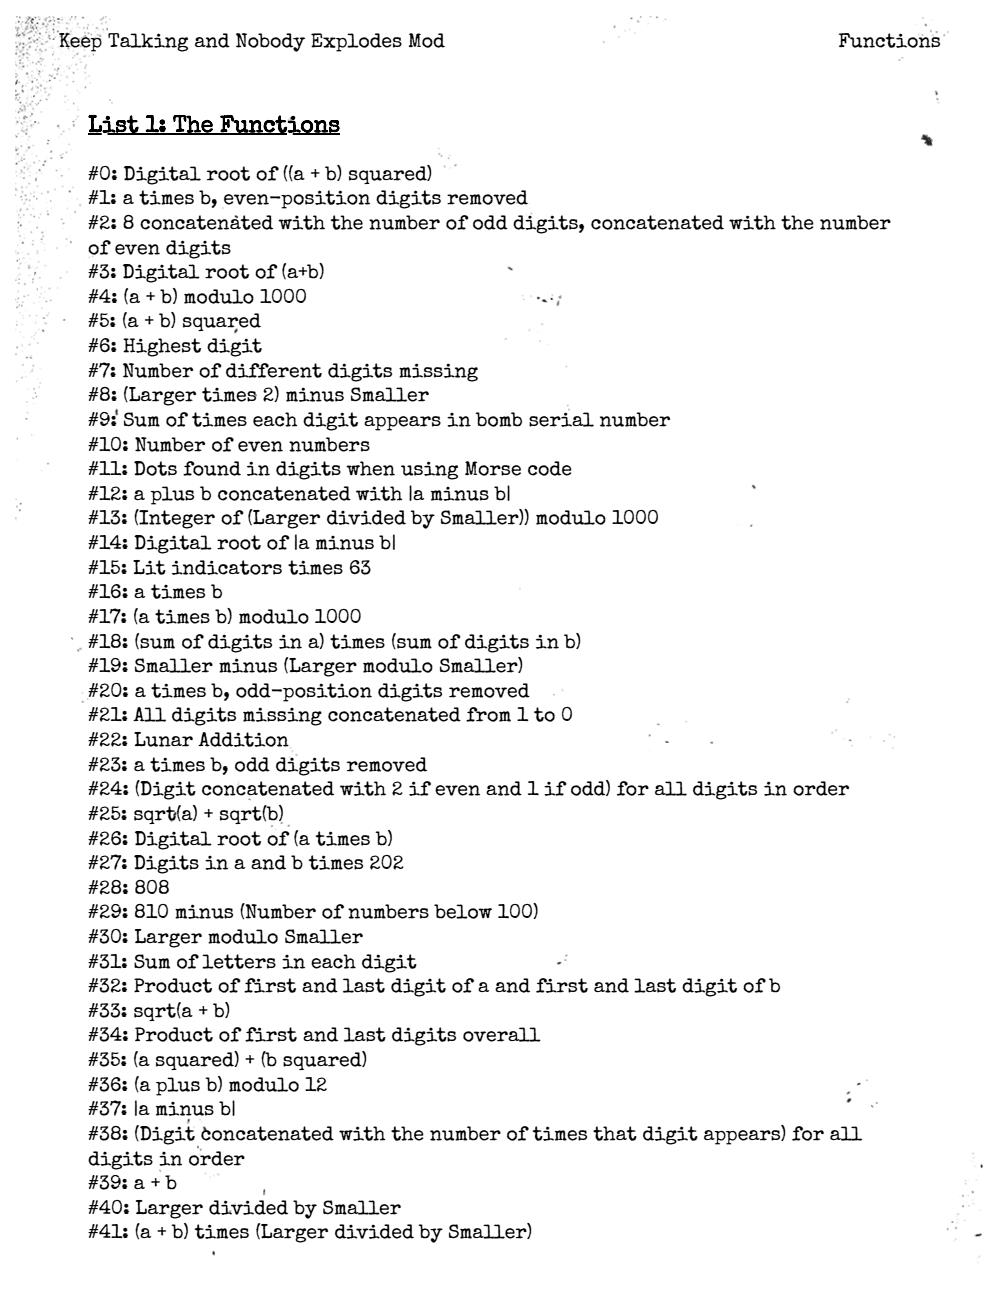 Keep Talking and Nobody Explodes Mod
Functions
List 1: The Functions
#0: Digital root of ((a + b) squared)
#1: a times b, even-position digits removed
#2: 8 concatenated with the number of odd digits, concatenated with the number
of even digits
#3: Digital root of (a+b)
#4: (a + b) modulo 1000
#5: (a + b) squared
#6: Highest digit
#7: Number of different digits missing
#8: (Larger times 2) minus Smaller
#9: Sum of times each digit appears in bomb serial number
#10: Number of even numbers
#11: Dots found in digits when using Morse code
#12: a plus b concatenated with |a minus b|
#13: (Integer of (Larger divided by Smaller)) modulo 1000
#14: Digital root of |a minus b|
#15: Lit indicators times 63
#16: a times b
#17: (a times b) modulo 1000
#18: (sum of digits in a) times (sum of digits in b)
#19: Smaller minus (Larger modulo Smaller)
#20: a times b, odd-position digits removed
#21: All digits missing concatenated from 1 to 0
#22: Lunar Addition
#23: a times b, odd digits removed
#24: (Digit concatenated with 2 if even and 1 if odd) for all digits in order
#25: sqrt(a) + sqrt(b)
#26: Digital root of (a times b)
#27: Digits in a and b times 202
#28: 808
#29: 810 minus (Number of numbers below 100)
#30: Larger modulo Smaller
#31: Sum of letters in each digit
#32: Product of first and last digit of a and first and last digit of b
#33: sqrt(a + b)
#34: Product of first and last digits overall
#35: (a squared) + (b squared)
#36: (a plus b) modulo 12
#37: |a minus b|
#38: (Digit concatenated with the number of times that digit appears) for all
digits in order
#39: a + b
#40: Larger divided by Smaller
#41: (a + b) times (Larger divided by Smaller)